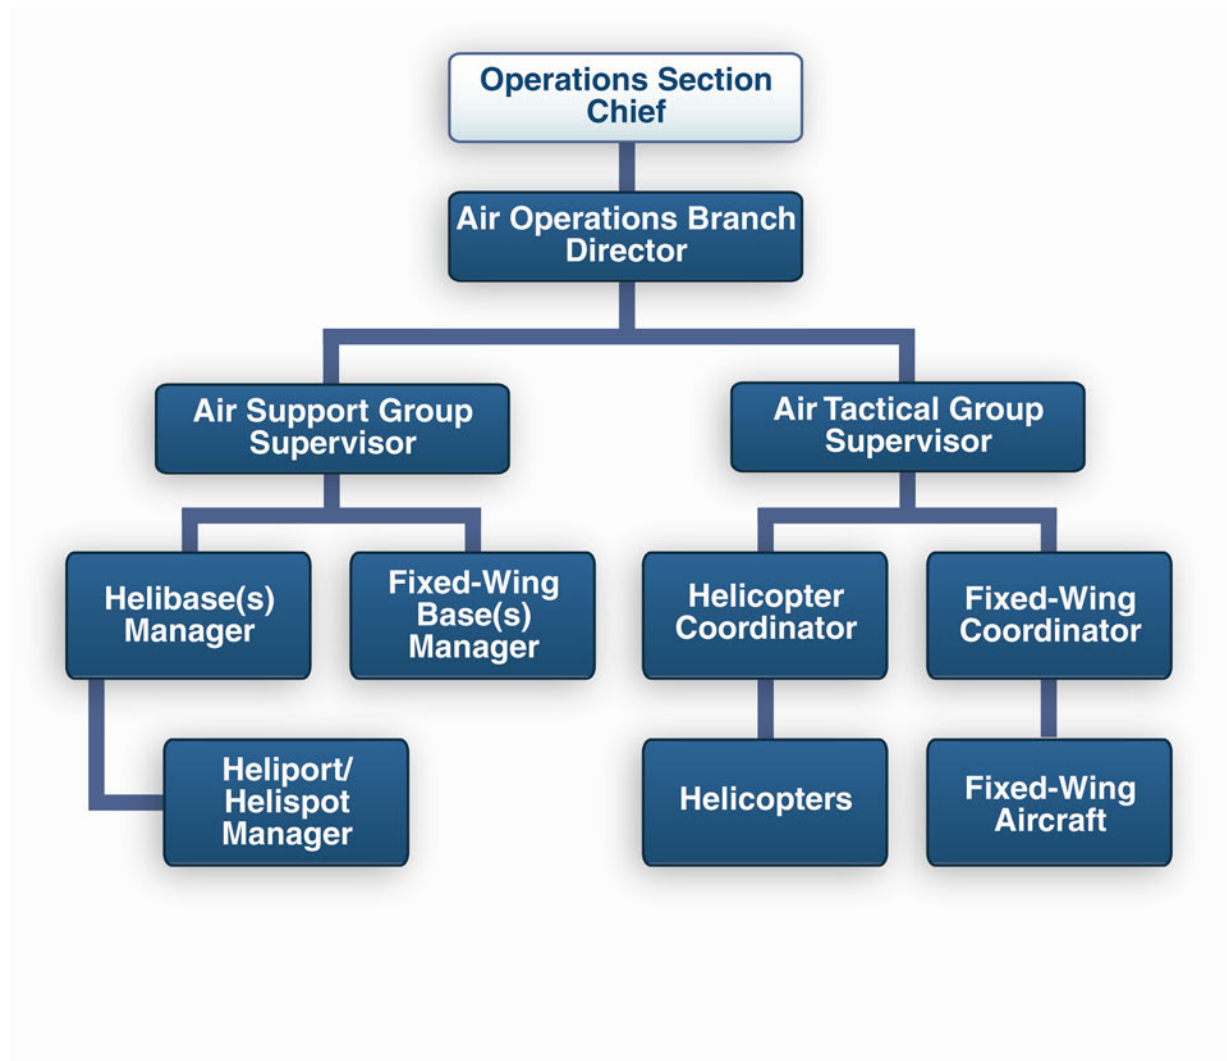 Operations Section
Chief
Air Operations Branch
Director
Air Support Group
Supervisor
Air Tactical Group
Supervisor
Helibase(s)
Manager
Fixed-Wing
Base(s)
Manager
Helicopter
Coordinator
Fixed-Wing
Coordinator
Heliport/
Helispot
Manager
Helicopters
Fixed-Wing
Aircraft